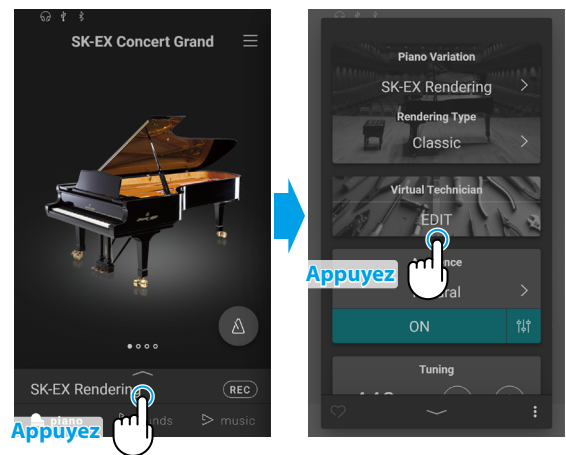 SK-EX Concert Grand
SK-EX Rendering
REC
piano
music
Appuyez
Piano Variation
SK-EX Rendering
Rendering Type
Classic
Virtual Technician
EDIT
Appuyez
ON
Tuning